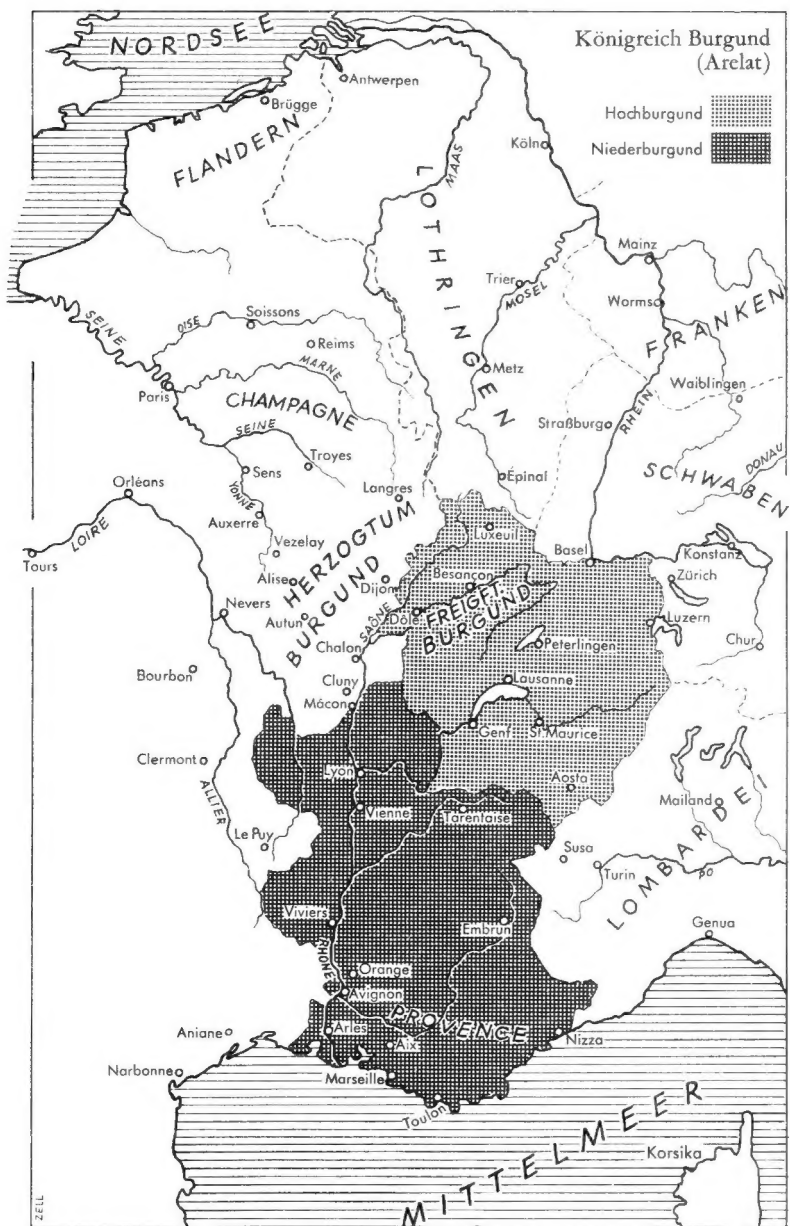 NORDSEE
Königreich Burgund
(Arelat)
Hochburgund
Niederburgund
Antwerpen
Brügge
FLANDERN
Köln
MAAS
LOTHRINGEN
Mainz
Trier
MOSEL
Worms
FRANKEN
SEINE
OISE
Soissons
Reims
MARNE
Metz
Waiblingen
Paris
CHAMPAGNE
Straßburg
RHEIN
SEINE
Troyes
Sens
Épinal
SCHWABEN
DONAU
Orléans
YONNE
Langres
Auxerre
LOIRE
Luxeuil
Tours
Vezelay
HERZOGTUM
BURGUND
Basel
Konstanz
Alise
Dijon
Besançon
Zürich
Nevers
Dôle
FREIGFT.
BURGUND
Autun
SAÔNE
Luzern
Chalon
Peterlingen
Chur
Bourbon
Cluny
Lausanne
Mácon
Genf
St.Maurice
Clermont
Lyon
Aosta
Mailand
ALLIER
Vienne
Tarentaise
LOMBARDEI
Le Puy
Susa
Turin
PO
Viviers
Embrun
Genua
RHONE
Orange
Avignon
PROVENCE
Aniane
Arles
Aix
Nizza
Narbonne
Marseille
Toulon
MITTELMEER
Korsika
ZELL